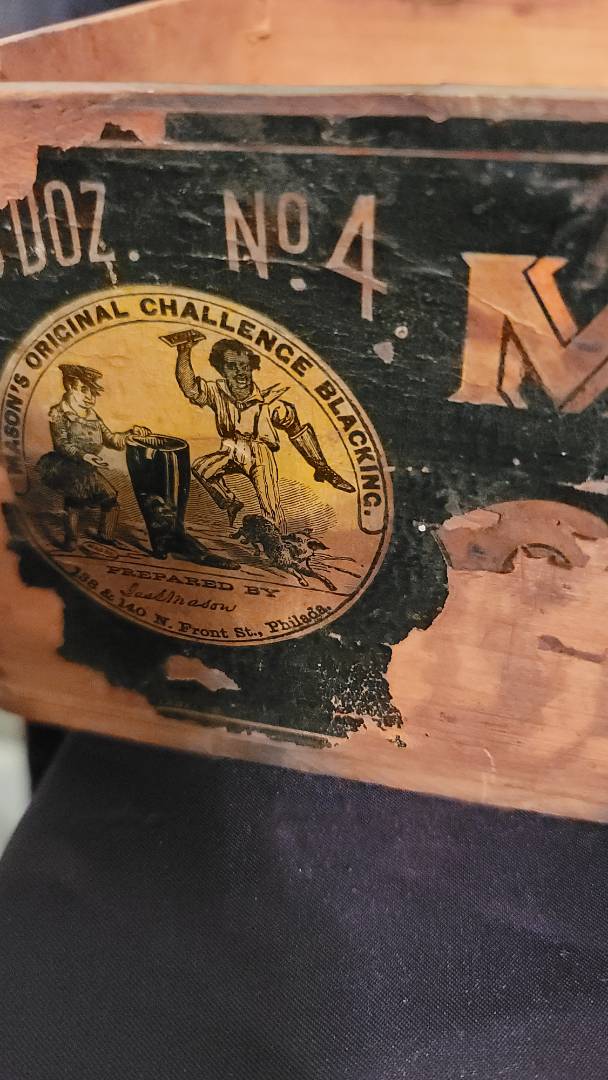 DOZ. No. 4 M
MASON'S ORIGINAL CHALLENGE BLACKING.
PREPARED BY
Jas S Mason
138 & 140 N. Front St., Philada.